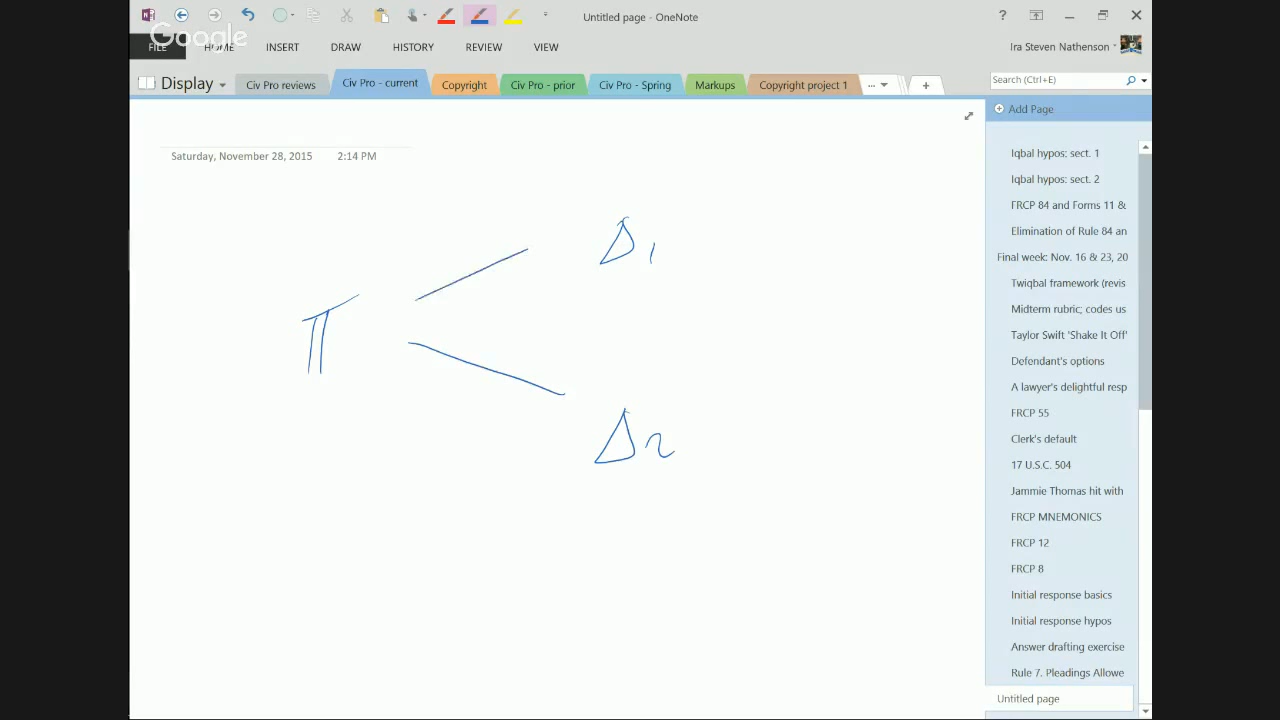 Untitled page - OneNote
?
Google
FILE HOME INSERT DRAW HISTORY REVIEW VIEW
Ira Steven Nathenson
Display
Civ Pro reviews
Civ Pro - current
Copyright
Civ Pro - prior
Civ Pro - Spring
Markups
Copyright project 1
...
+
Search (Ctrl+E)
Add Page
Saturday, November 28, 2015 2:14 PM
Δ1
π
Δ2
Iqbal hypos: sect. 1
Iqbal hypos: sect. 2
FRCP 84 and Forms 11 &
Elimination of Rule 84 an
Final week: Nov. 16 & 23, 20
Twiqbal framework (revis
Midterm rubric; codes us
Taylor Swift 'Shake It Off'
Defendant's options
A lawyer's delightful resp
FRCP 55
Clerk's default
17 U.S.C. 504
Jammie Thomas hit with
FRCP MNEMONICS
FRCP 12
FRCP 8
Initial response basics
Initial response hypos
Answer drafting exercise
Rule 7. Pleadings Allowe
Untitled page